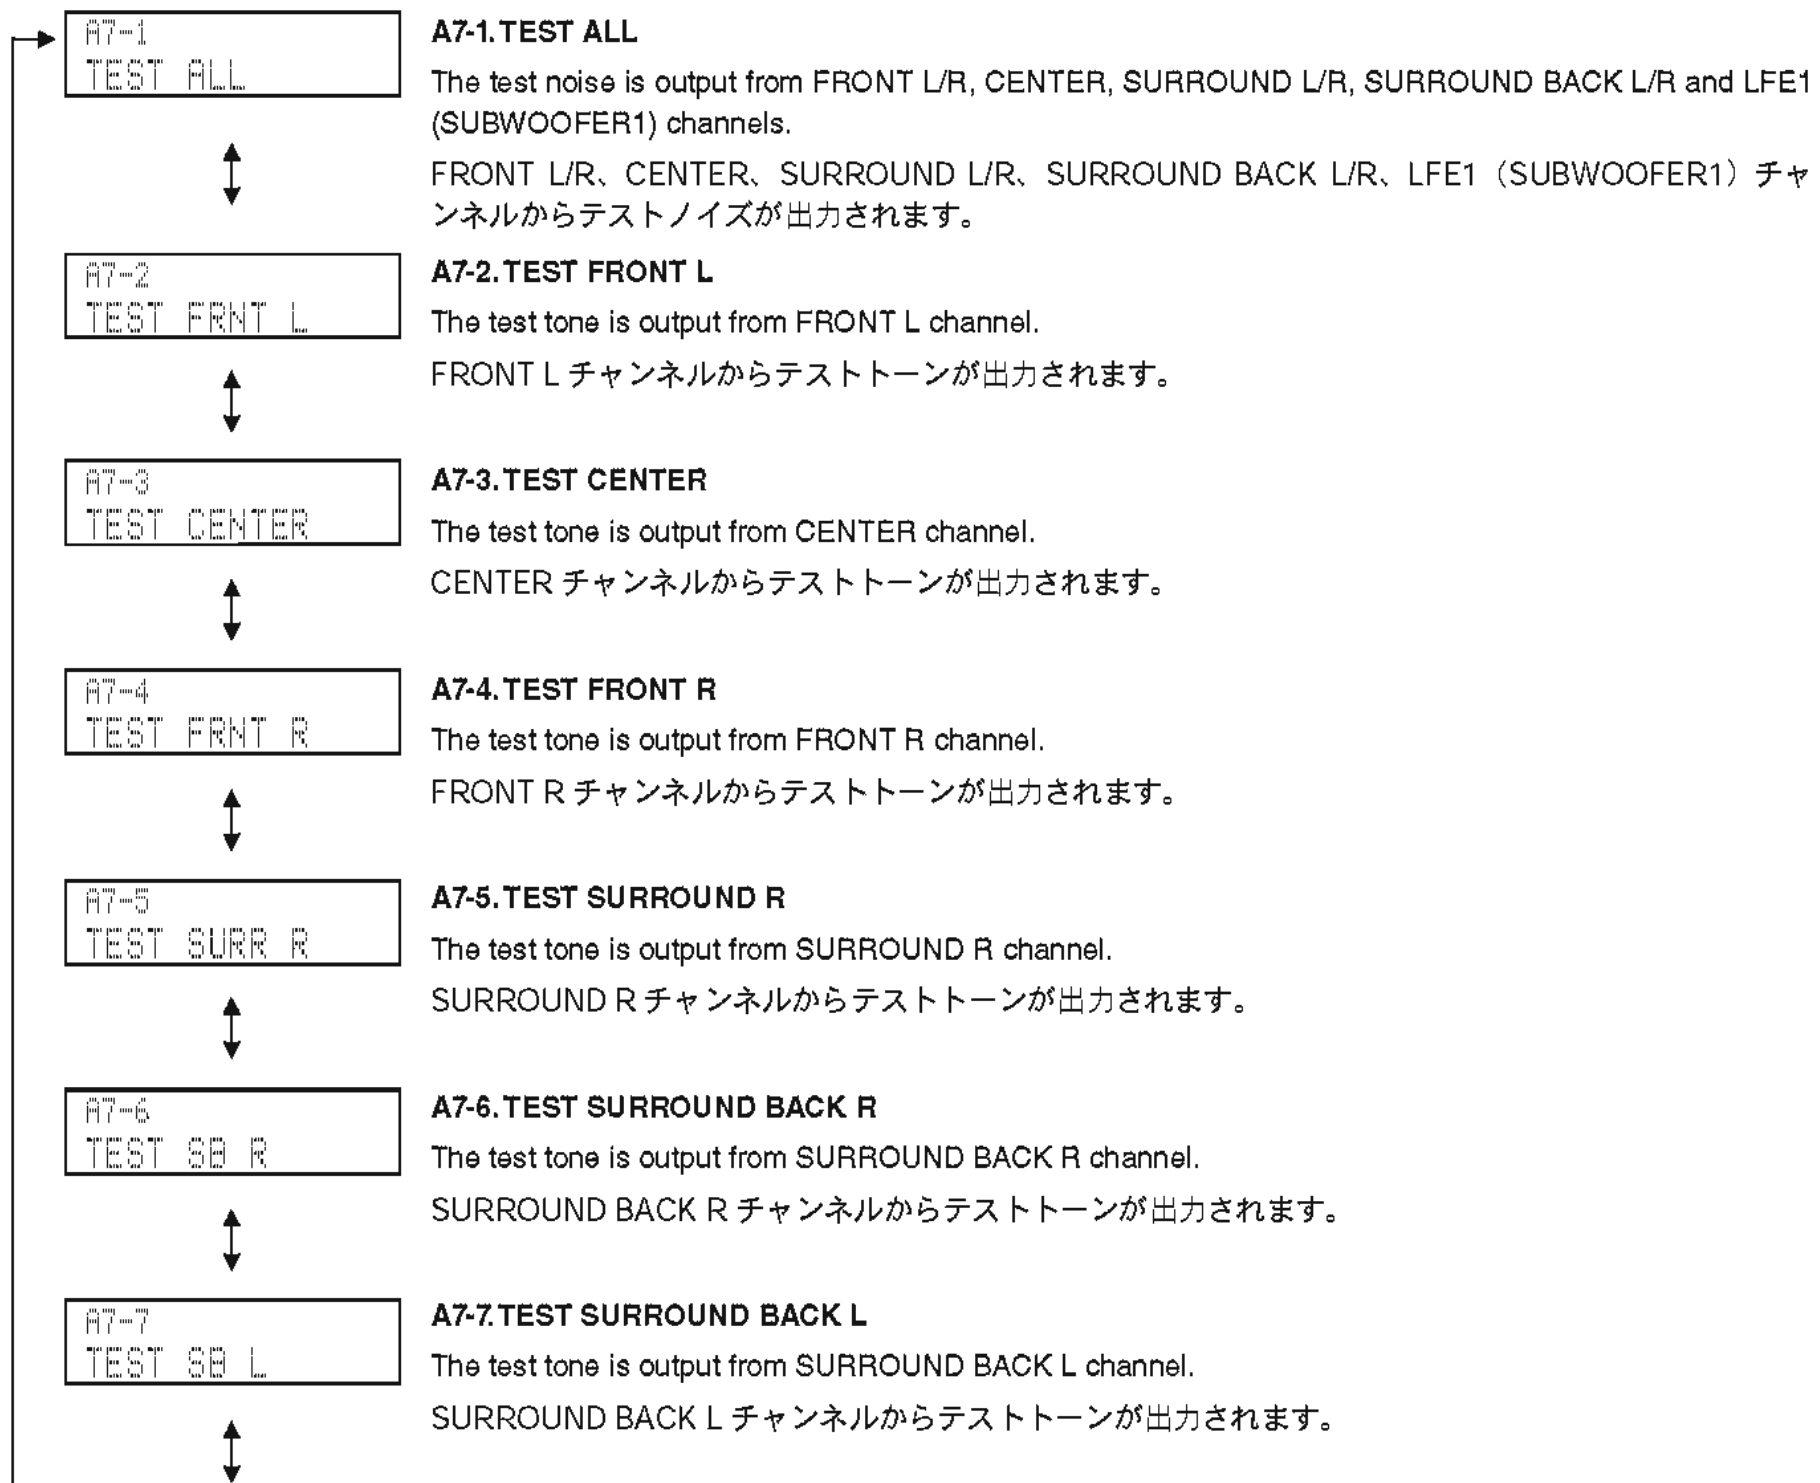 A7-1
TEST ALL
A7-1. TEST ALL
The test noise is output from FRONT L/R, CENTER, SURROUND L/R, SURROUND BACK L/R and LFE1
(SUBWOOFER1) channels.
FRONT L/R、CENTER、SURROUND L/R、SURROUND BACK L/R、LFE1（SUBWOOFER1）チャ
ンネルからテストノイズが出力されます。
A7-2
TEST FRNT L
A7-2. TEST FRONT L
The test tone is output from FRONT L channel.
FRONT L チャンネルからテストトーンが出力されます。
A7-3
TEST CENTER
A7-3. TEST CENTER
The test tone is output from CENTER channel.
CENTER チャンネルからテストトーンが出力されます。
A7-4
TEST FRNT R
A7-4. TEST FRONT R
The test tone is output from FRONT R channel.
FRONT R チャンネルからテストトーンが出力されます。
A7-5
TEST SURR R
A7-5. TEST SURROUND R
The test tone is output from SURROUND R channel.
SURROUND R チャンネルからテストトーンが出力されます。
A7-6
TEST SB R
A7-6. TEST SURROUND BACK R
The test tone is output from SURROUND BACK R channel.
SURROUND BACK R チャンネルからテストトーンが出力されます。
A7-7
TEST SB L
A7-7. TEST SURROUND BACK L
The test tone is output from SURROUND BACK L channel.
SURROUND BACK L チャンネルからテストトーンが出力されます。